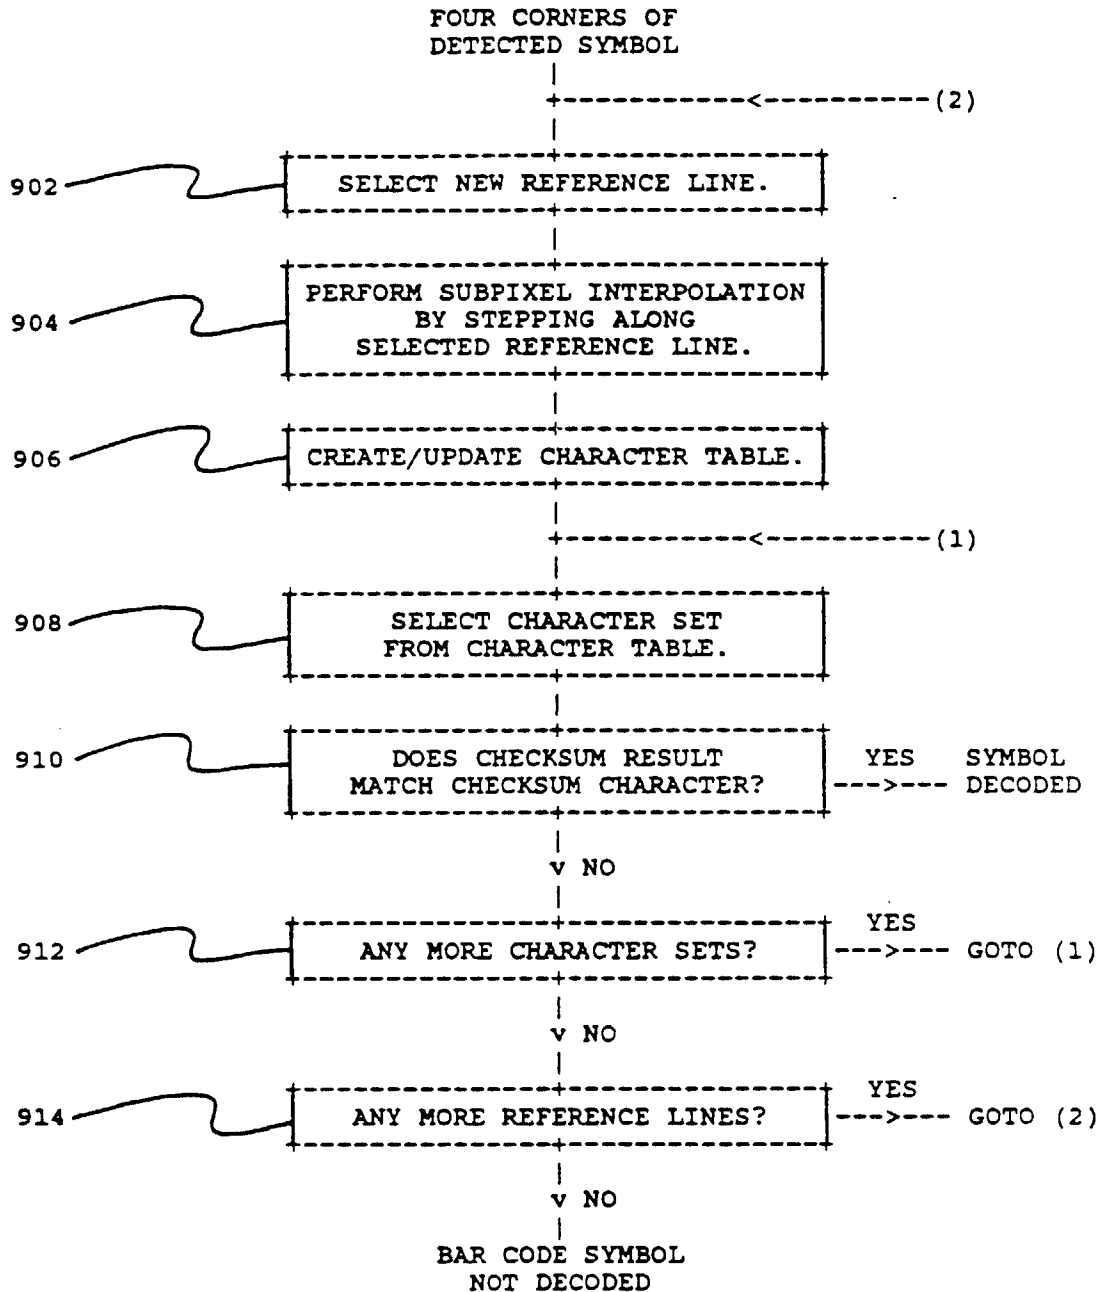 FOUR CORNERS OF
DETECTED SYMBOL
(2)
902
SELECT NEW REFERENCE LINE.
904
PERFORM SUBPIXEL INTERPOLATION
BY STEPPING ALONG
SELECTED REFERENCE LINE.
906
CREATE/UPDATE CHARACTER TABLE.
(1)
908
SELECT CHARACTER SET
FROM CHARACTER TABLE.
910
DOES CHECKSUM RESULT
MATCH CHECKSUM CHARACTER?
YES SYMBOL
DECODED
v NO
912
ANY MORE CHARACTER SETS?
YES
GOTO (1)
v NO
914
ANY MORE REFERENCE LINES?
YES
GOTO (2)
v NO
BAR CODE SYMBOL
NOT DECODED